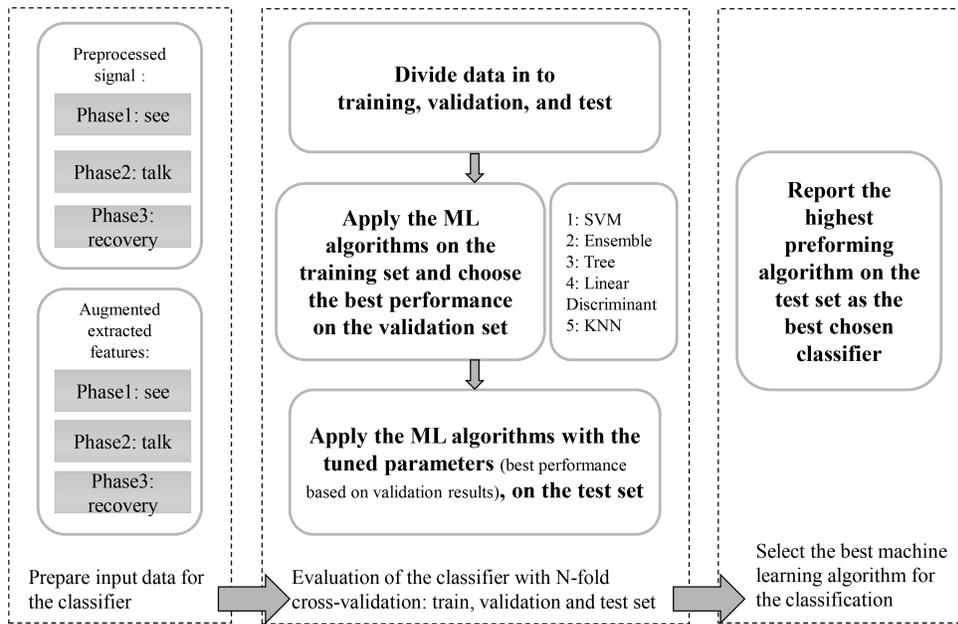 Preprocessed
signal :
Phase1: see
Phase2: talk
Phase3:
recovery
Augmented
extracted
features:
Phase1: see
Phase2: talk
Phase3:
recovery
Prepare input data for
the classifier
Divide data in to
training, validation, and test
Apply the ML
algorithms on the
training set and choose
the best performance
on the validation set
1: SVM
2: Ensemble
3: Tree
4: Linear
Discriminant
5: KNN
Apply the ML algorithms with the
tuned parameters (best performance
based on validation results), on the test set
Evaluation of the classifier with N-fold
cross-validation: train, validation and test set
Report the
highest
preforming
algorithm on the
test set as the
best chosen
classifier
Select the best machine
learning algorithm for
the classification